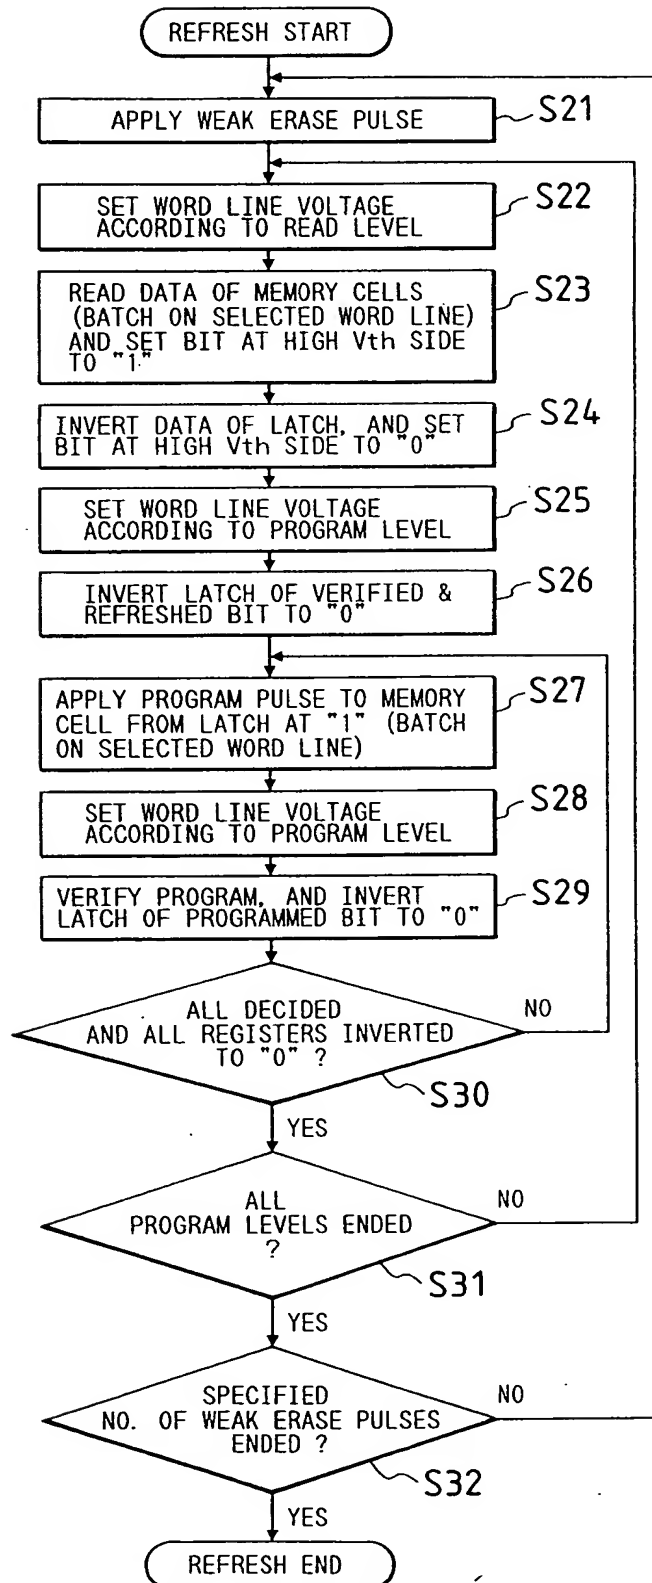 REFRESH START
APPLY WEAK ERASE PULSE
S21
SET WORD LINE VOLTAGE
ACCORDING TO READ LEVEL
S22
READ DATA OF MEMORY CELLS
(BATCH ON SELECTED WORD LINE)
AND SET BIT AT HIGH Vth SIDE
TO "1"
S23
INVERT DATA OF LATCH, AND SET
BIT AT HIGH Vth SIDE TO "0"
S24
SET WORD LINE VOLTAGE
ACCORDING TO PROGRAM LEVEL
S25
INVERT LATCH OF VERIFIED &
REFRESHED BIT TO "0"
S26
APPLY PROGRAM PULSE TO MEMORY
CELL FROM LATCH AT "1" (BATCH
ON SELECTED WORD LINE)
S27
SET WORD LINE VOLTAGE
ACCORDING TO PROGRAM LEVEL
S28
VERIFY PROGRAM, AND INVERT
LATCH OF PROGRAMMED BIT TO "0"
S29
ALL DECIDED
AND ALL REGISTERS INVERTED
TO "0" ?
NO
S30
YES
ALL
PROGRAM LEVELS ENDED
?
NO
S31
YES
SPECIFIED
NO. OF WEAK ERASE PULSES
ENDED ?
NO
S32
YES
REFRESH END